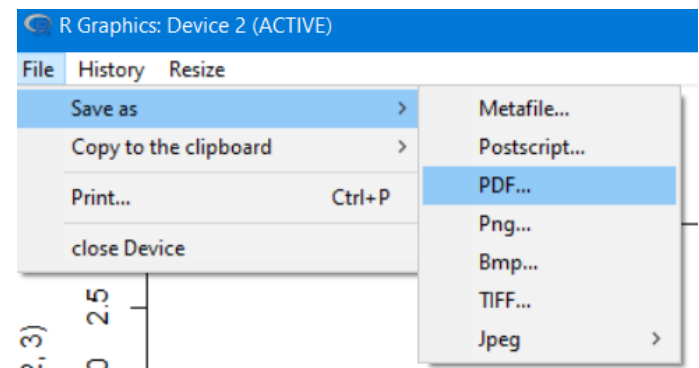 R Graphics: Device 2 (ACTIVE)
File History Resize
Save as >
Copy to the clipboard >
Print... Ctrl+P
close Device
Metafile...
Postscript...
PDF...
Png...
Bmp...
TIFF...
Jpeg >
2.5